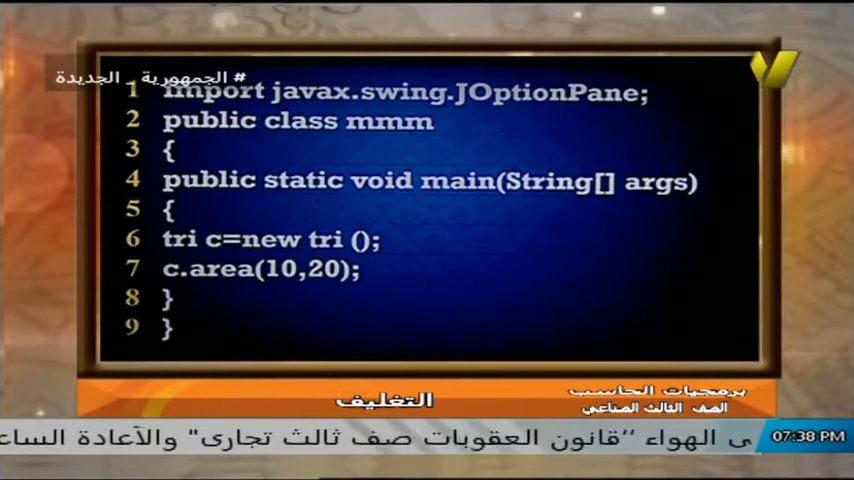 # الجمهورية _ الجديدة
1 import javax.swing.JOptionPane;
2 public class mmm
3 {
4 public static void main(String[] args)
5 {
6 tri c=new tri ();
7 c.area(10,20);
8 }
9 }
برمجيات الحاسب
التغليف
الصف الثالث الصناعي
ى الهواء “قانون العقوبات صف ثالث تجارى" والآعادة الساع
07:38 PM